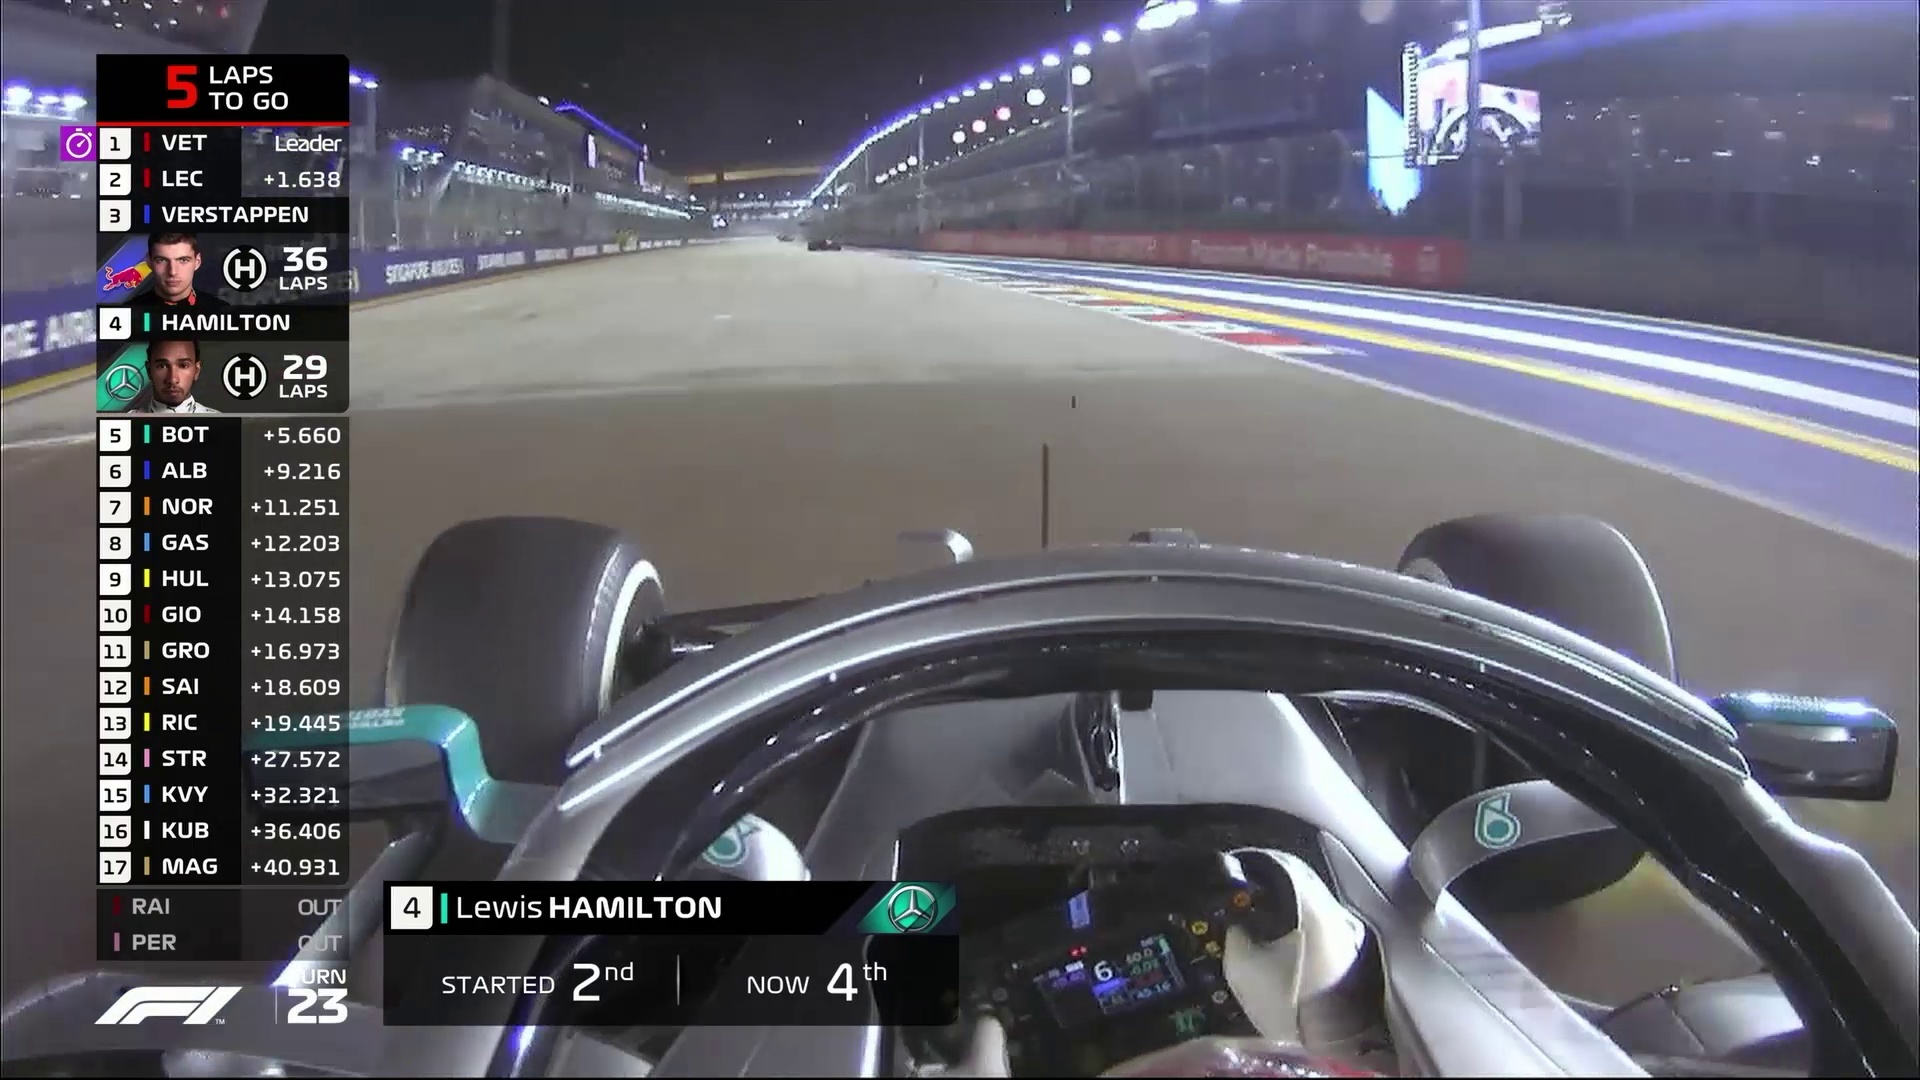 5 LAPS
TO GO
1 VET Leader
2 LEC +1.638
3 VERSTAPPEN
H 36
LAPS
4 HAMILTON
H 29
LAPS
5 BOT +5.660
6 ALB +9.216
7 NOR +11.251
8 GAS +12.203
9 HUL +13.075
10 GIO +14.158
11 GRO +16.973
12 SAI +18.609
13 RIC +19.445
14 STR +27.572
15 KVY +32.321
16 KUB +36.406
17 MAG +40.931
RAI OUT
PER OUT
F1 TURN
23
4 Lewis HAMILTON
STARTED 2nd NOW 4th
SINGAPORE AIRLINES
6